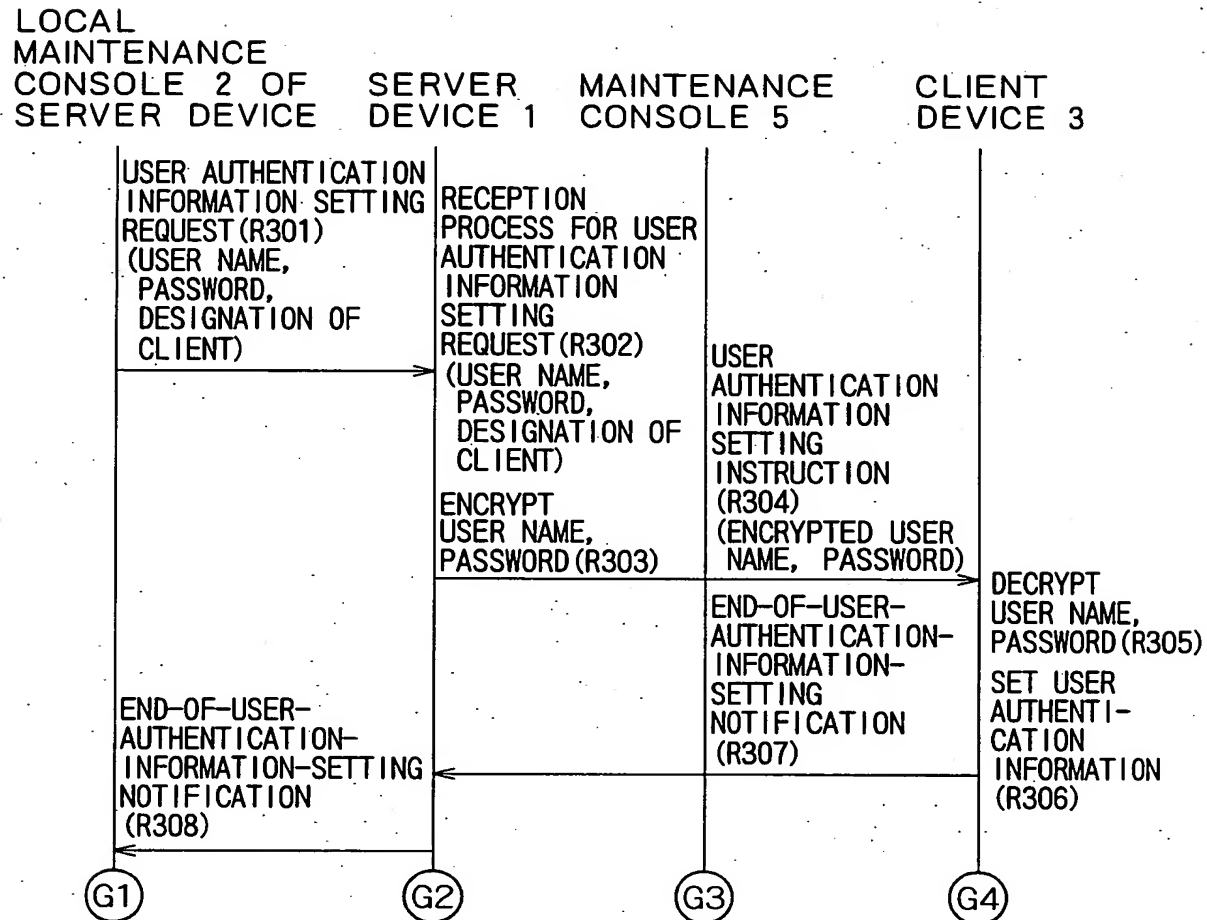 LOCAL
MAINTENANCE
CONSOLE 2 OF
SERVER DEVICE
SERVER
DEVICE 1
MAINTENANCE
CONSOLE 5
CLIENT
DEVICE 3
USER AUTHENTICATION
INFORMATION SETTING
REQUEST(R301)
(USER NAME,
PASSWORD,
DESIGNATION OF
CLIENT)
RECEPTION
PROCESS FOR USER
AUTHENTICATION
INFORMATION
SETTING
REQUEST(R302)
(USER NAME,
PASSWORD,
DESIGNATION OF
CLIENT)
ENCRYPT
USER NAME,
PASSWORD(R303)
USER
AUTHENTICATION
INFORMATION
SETTING
INSTRUCTION
(R304)
(ENCRYPTED USER
NAME, PASSWORD)
DECRYPT
USER NAME,
PASSWORD(R305)
SET USER
AUTHENTI-
CATION
INFORMATION
(R306)
END-OF-USER-
AUTHENTICATION-
INFORMATION-
SETTING
NOTIFICATION
(R307)
END-OF-USER-
AUTHENTICATION-
INFORMATION-SETTING
NOTIFICATION
(R308)
G1
G2
G3
G4